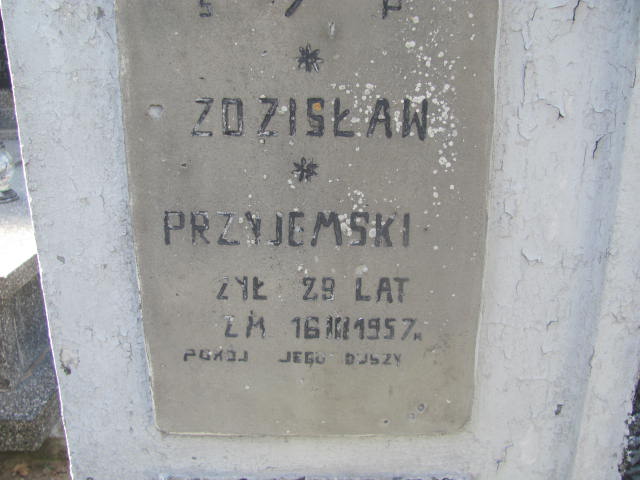 Ś P
ZDZISŁAW
PRZYJEMSKI
ŻYŁ 29 LAT
ZM 16 III 1957 R
POKÓJ JEGO DUSZY